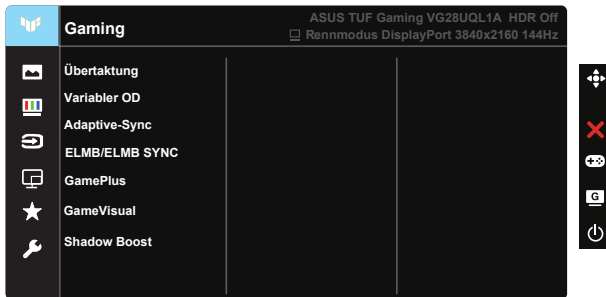 Gaming
ASUS TUF Gaming VG28UQL1A HDR Off
Rennmodus DisplayPort 3840x2160 144Hz
Übertaktung
Variabler OD
Adaptive-Sync
ELMB/ELMB SYNC
GamePlus
GameVisual
Shadow Boost
G